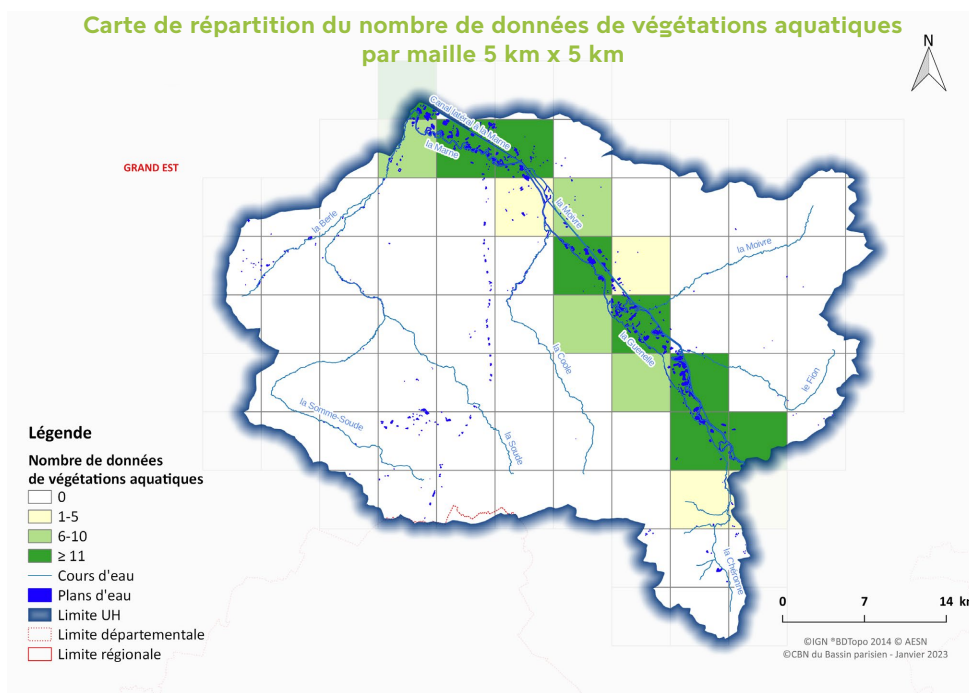 Carte de répartition du nombre de données de végétations aquatiques
par maille 5 km x 5 km
N
GRAND EST
Canal latéral à la Marne
la Marne
la Berle
la Moivre
la Moivre
la Guenelle
la Coole
le Fion
la Somme-Soude
la Soude
la Chéronne
Légende
Nombre de données
de végétations aquatiques
0
1-5
6-10
≥ 11
Cours d'eau
Plans d'eau
Limite UH
Limite départementale
Limite régionale
0 7 14 km
©IGN ®BDTopo 2014 © AESN
©CBN du Bassin parisien - Janvier 2023